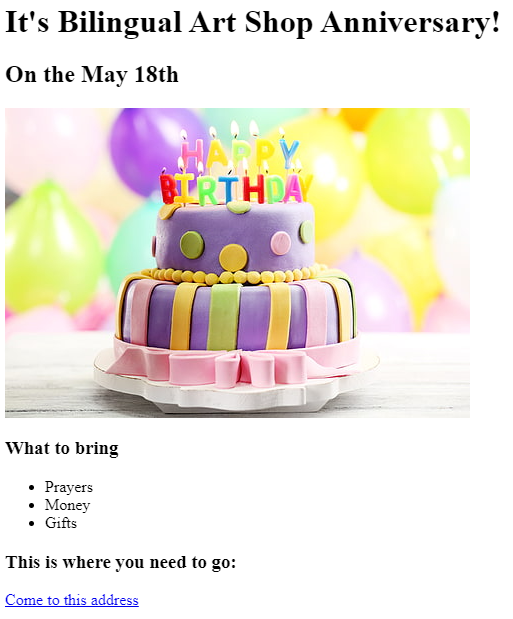 It's Bilingual Art Shop Anniversary!
On the May 18th
HAPPY
BIRTHDAY
What to bring
Prayers
Money
Gifts
This is where you need to go:
Come to this address